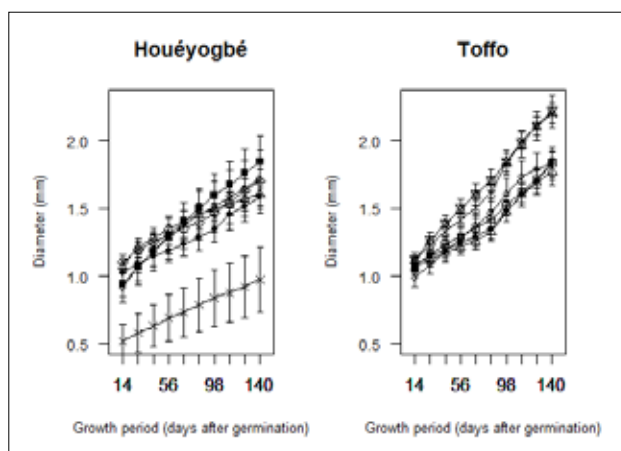 Houéyogbé
Toffo
Diameter (mm)
2.0
1.5
1.0
0.5
14 56 98 140
Growth period (days after germination)
Diameter (mm)
2.0
1.5
1.0
0.5
14 56 98 140
Growth period (days after germination)